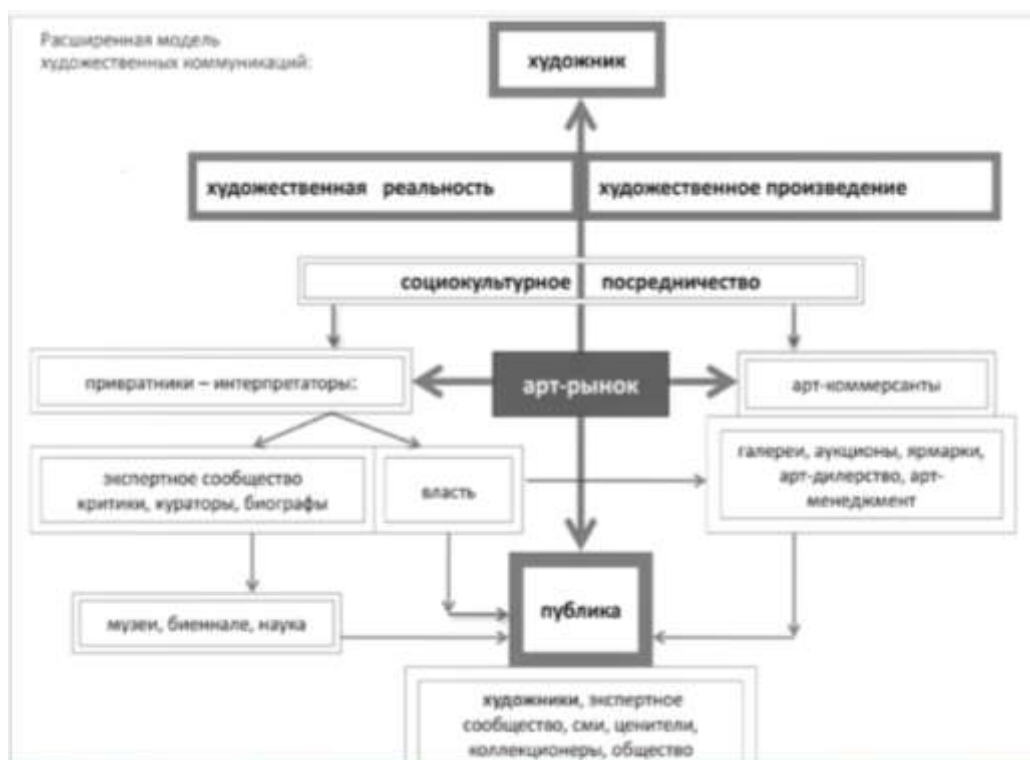 Расширенная модель
художественных коммуникаций:
художник
художественная реальность
художественное произведение
социокультурное посредничество
привратники – интерпретаторы:
арт-рынок
арт-коммерсанты
экспертное сообщество
критики, кураторы, биографы
власть
галереи, аукционы, ярмарки,
арт-дилерство, арт-
менеджмент
музеи, биеннале, наука
публика
художники, экспертное
сообщество, сми, ценители,
коллекционеры, общество